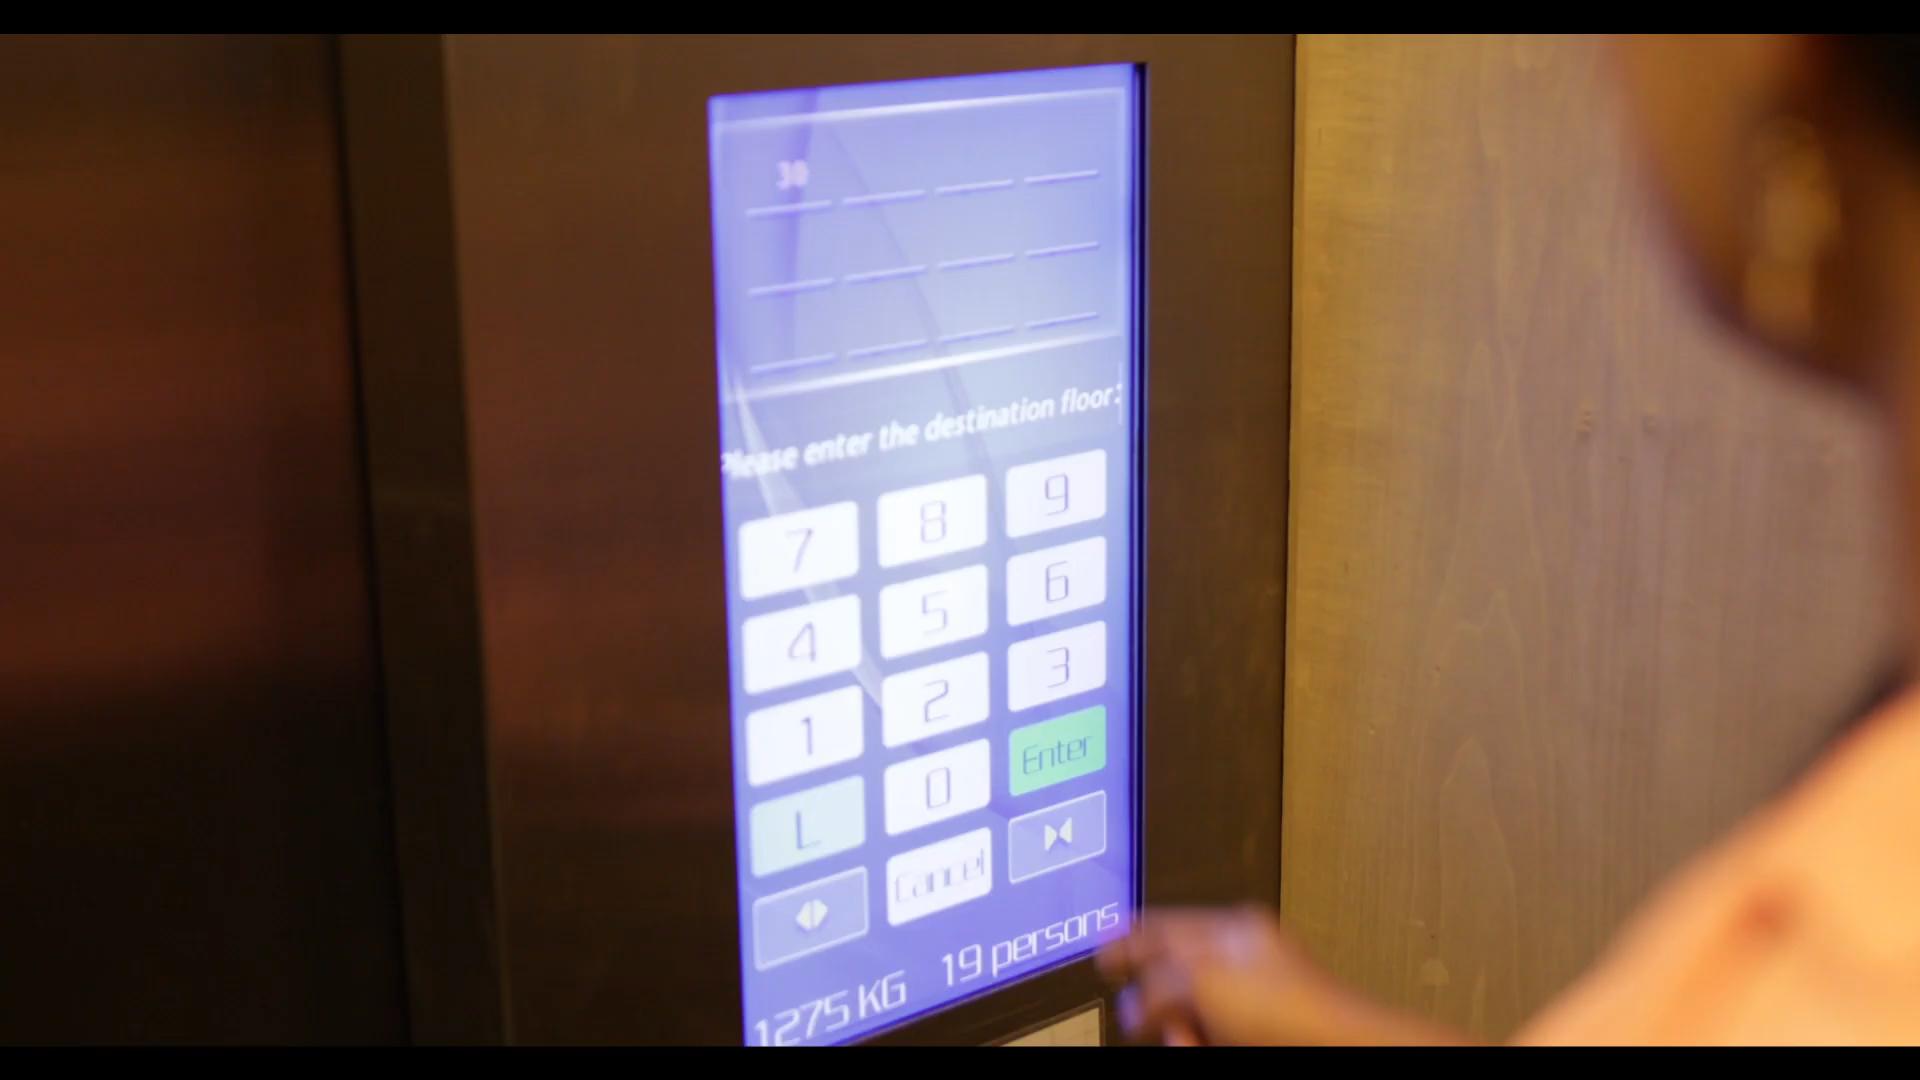 30
Please enter the destination floor:
7 8 9
4 5 6
1 2 3
L 0 Enter
Cancel
1275 KG 19 persons